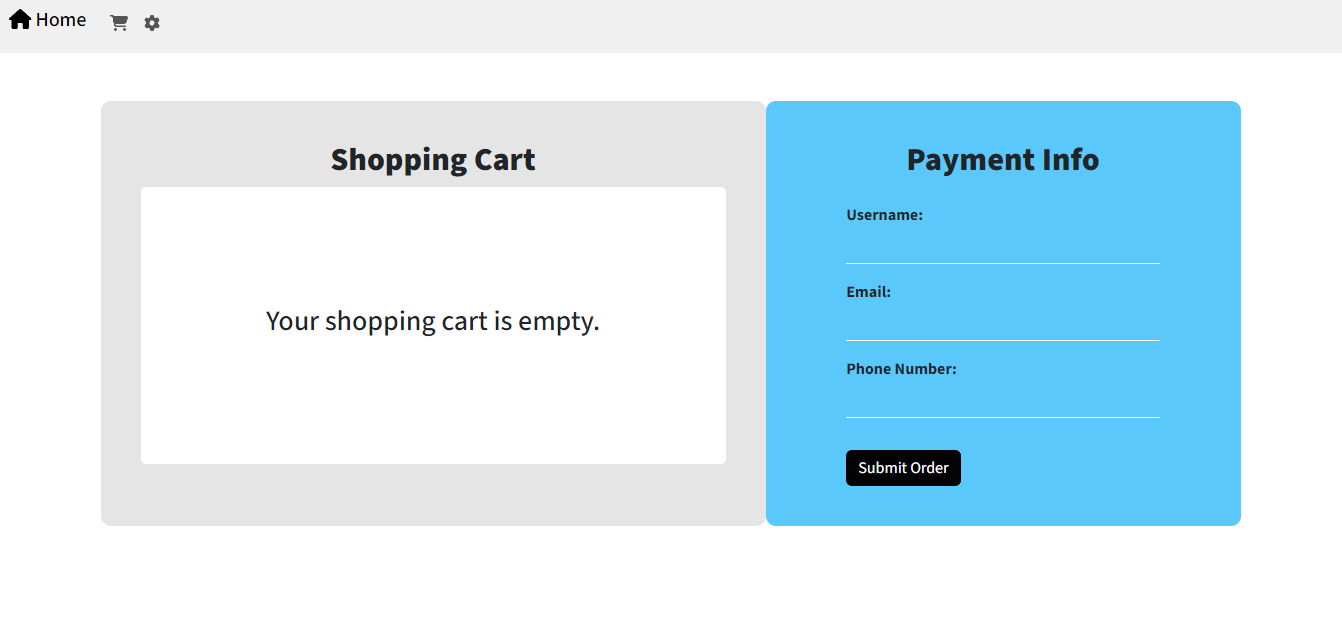 Home
Shopping Cart
Your shopping cart is empty.
Payment Info
Username:
Email:
Phone Number:
Submit Order